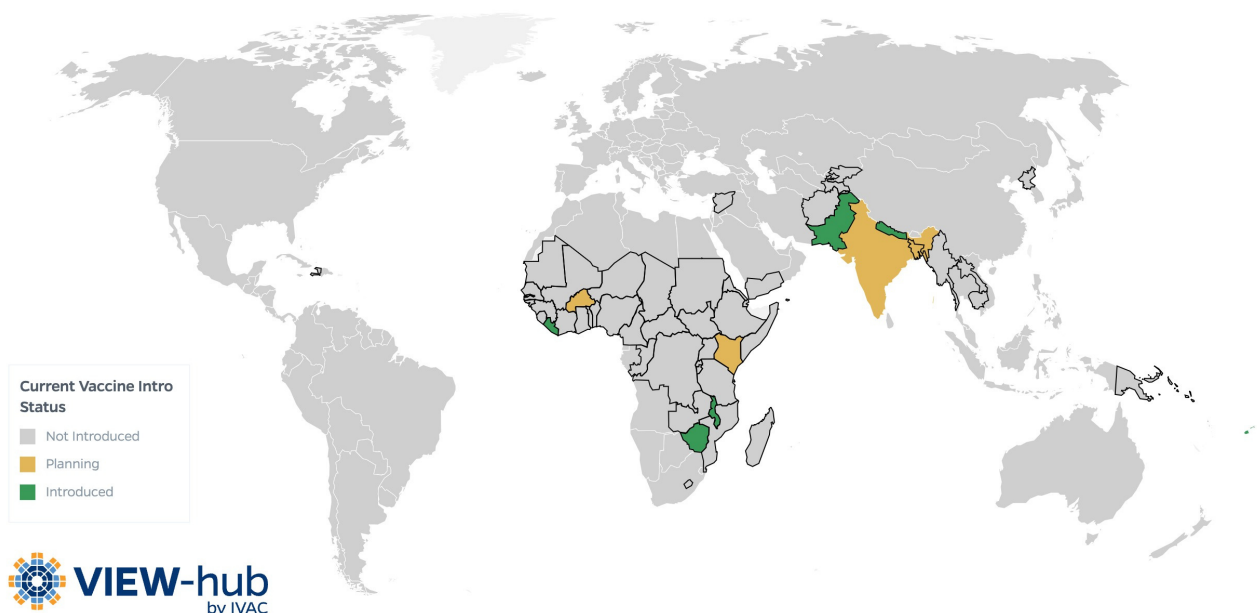 Current Vaccine Intro
Status
Not Introduced
Planning
Introduced
VIEW-hub
by IVAC